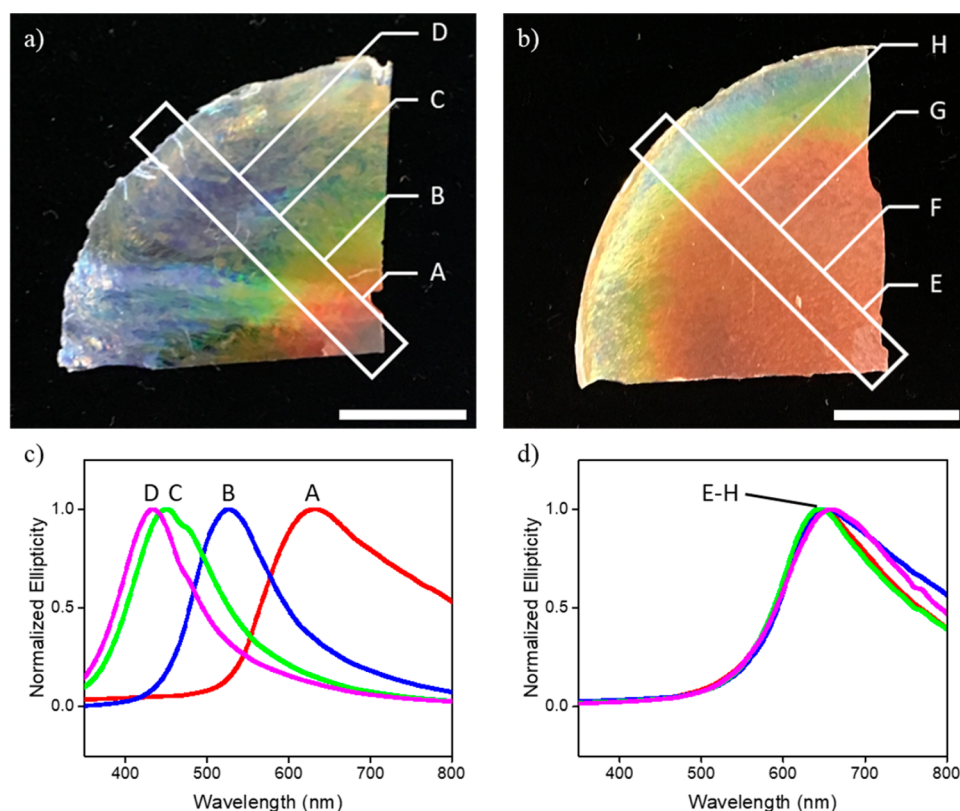 a)
D
C
B
A
b)
H
G
F
E
c)
D C B A
1.0
0.5
0.0
Normalized Ellipticity
400 500 600 700 800
Wavelength (nm)
d)
E-H
1.0
0.5
0.0
Normalized Ellipticity
400 500 600 700 800
Wavelength (nm)